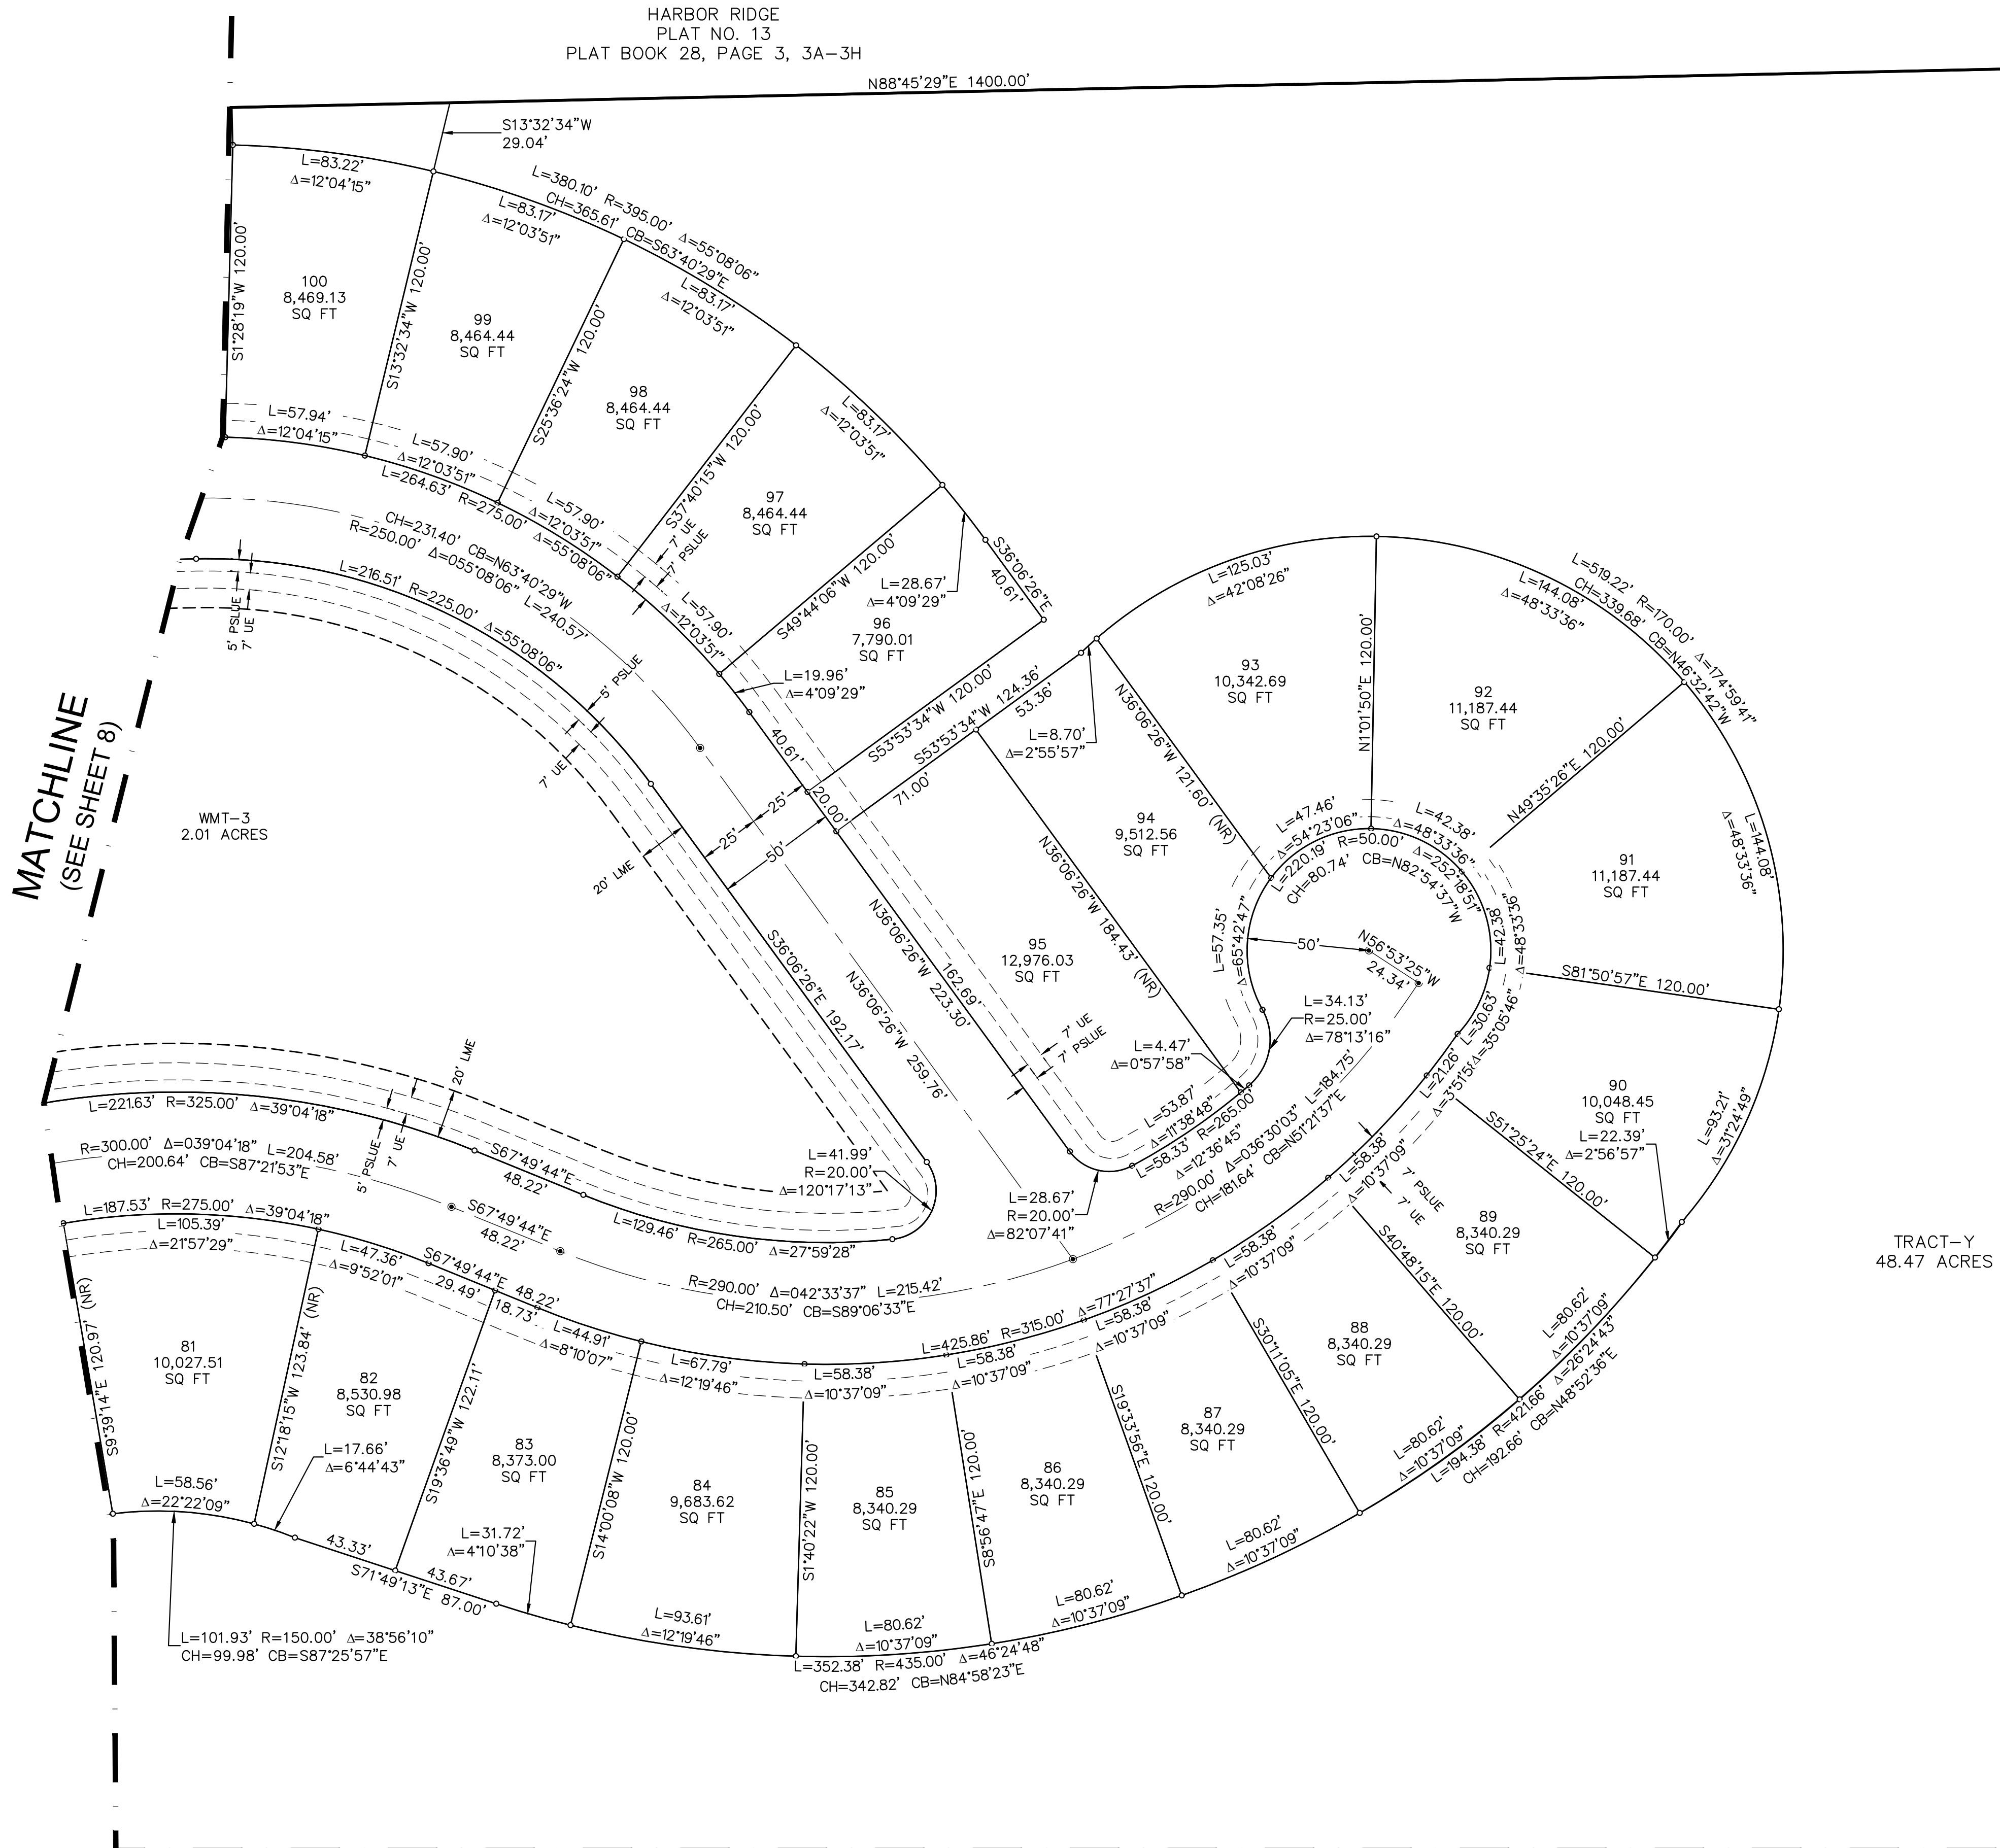 HARBOR RIDGE
PLAT NO. 13
PLAT BOOK 28, PAGE 3, 3A-3H
N88°45'29"E 1400.00'
S13°32'34"W
29.04'
L=83.22'
Δ=12°04'15"
L=380.10' R=395.00' Δ=55°08'06"
CH=365.61' CB=S63°40'29"E
L=83.17'
Δ=12°03'51"
L=83.17'
Δ=12°03'51"
L=83.17'
Δ=12°03'51"
S1°28'19"W 120.00'
100
8,469.13
SQ FT
S13°32'34"W 120.00'
99
8,464.44
SQ FT
S25°36'24"W 120.00'
98
8,464.44
SQ FT
S37°40'15"W 120.00'
97
8,464.44
SQ FT
S49°44'06"W 120.00'
L=28.67'
Δ=4°09'29"
S36°06'26"E
40.61'
96
7,790.01
SQ FT
L=57.94'
Δ=12°04'15"
L=57.90'
Δ=12°03'51"
L=264.63' R=275.00' Δ=55°08'06"
L=57.90'
Δ=12°03'51"
7' UE
7' PSLUE
L=57.90'
Δ=12°03'51"
L=19.96'
Δ=4°09'29"
40.61'
CH=231.40' CB=N63°40'29"W
R=250.00' Δ=055°08'06" L=240.57'
L=216.51' R=225.00' Δ=55°08'06"
5' PSLUE
7' UE
5' PSLUE
7' UE
20' LME
MATCHLINE
(SEE SHEET 8)
WMT-3
2.01 ACRES
S53°53'34"W 120.00'
S53°53'34"W 124.36'
53.36'
71.00'
20.00'
25'
25'
50'
L=8.70'
Δ=2°55'57"
L=125.03'
Δ=42°08'26"
93
10,342.69
SQ FT
N36°06'26"W 121.60' (NR)
N1°01'50"E 120.00'
L=519.22' R=170.00' Δ=174°59'41"
CH=339.68' CB=N46°32'42"W
L=144.08'
Δ=48°33'36"
92
11,187.44
SQ FT
N49°35'26"E 120.00'
L=144.08'
Δ=48°33'36"
91
11,187.44
SQ FT
S81°50'57"E 120.00'
94
9,512.56
SQ FT
N36°06'26"W 184.43' (NR)
95
12,976.03
SQ FT
162.69'
N36°06'26"W 223.30'
S36°06'26"E 192.17'
N36°06'26"W 259.76'
L=47.46'
Δ=54°23'06"
L=42.38'
Δ=48°33'36"
L=220.19' R=50.00' Δ=252°18'51"
CH=80.74' CB=N82°54'37"W
L=57.35'
Δ=65°42'47"
50'
N56°53'25"W
24.34'
L=42.38'
Δ=48°33'36"
L=30.63'
Δ=35°05'46"
L=34.13'
R=25.00'
Δ=78°13'16"
L=4.47'
Δ=0°57'58"
7' UE
7' PSLUE
L=53.87'
Δ=11°38'48"
L=58.33' R=265.00'
Δ=12°36'45"
R=290.00' Δ=036°30'03" L=184.75'
CH=181.64' CB=N51°21'37"E
L=21.26'
90
10,048.45
SQ FT
L=22.39'
Δ=2°56'57"
L=93.21'
Δ=31°24'49"
S51°25'24"E 120.00'
L=58.38'
Δ=10°37'09"
7' PSLUE
7' UE
89
8,340.29
SQ FT
TRACT-Y
48.47 ACRES
L=221.63' R=325.00' Δ=39°04'18"
20' LME
5' PSLUE
7' UE
R=300.00' Δ=039°04'18" L=204.58'
CH=200.64' CB=S87°21'53"E
S67°49'44"E
48.22'
S67°49'44"E
48.22'
L=129.46' R=265.00' Δ=27°59'28"
L=41.99'
R=20.00'
Δ=120°17'13"
L=28.67'
R=20.00'
Δ=82°07'41"
L=187.53' R=275.00' Δ=39°04'18"
L=105.39'
Δ=21°57'29"
L=47.36'
Δ=9°52'01"
S67°49'44"E 48.22'
29.49'
18.73'
R=290.00' Δ=042°33'37" L=215.42'
CH=210.50' CB=S89°06'33"E
L=44.91'
Δ=8°10'07"
L=67.79'
Δ=12°19'46"
L=58.38'
Δ=10°37'09"
L=425.86' R=315.00' Δ=77°27'37"
L=58.38'
Δ=10°37'09"
L=58.38'
Δ=10°37'09"
L=58.38'
Δ=10°37'09"
S40°48'15"E 120.00'
88
8,340.29
SQ FT
L=80.62'
Δ=10°37'09"
L=194.38' R=421.66' Δ=26°24'43"
CH=192.66' CB=N48°52'36"E
L=80.62'
Δ=10°37'09"
S30°11'05"E 120.00'
87
8,340.29
SQ FT
S19°33'56"E 120.00'
S9°39'14"E 120.97' (NR)
81
10,027.51
SQ FT
S12°18'15"W 123.84' (NR)
82
8,530.98
SQ FT
S19°36'49"W 122.11'
83
8,373.00
SQ FT
S14°00'08"W 120.00'
84
9,683.62
SQ FT
S1°40'22"W 120.00'
85
8,340.29
SQ FT
S8°56'47"E 120.00'
86
8,340.29
SQ FT
L=58.56'
Δ=22°22'09"
L=17.66'
Δ=6°44'43"
43.33'
S71°49'13"E 87.00'
43.67'
L=31.72'
Δ=4°10'38"
L=93.61'
Δ=12°19'46"
L=80.62'
Δ=10°37'09"
L=80.62'
Δ=10°37'09"
L=80.62'
Δ=10°37'09"
L=352.38' R=435.00' Δ=46°24'48"
CH=342.82' CB=N84°58'23"E
L=101.93' R=150.00' Δ=38°56'10"
CH=99.98' CB=S87°25'57"E